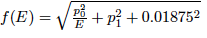 f(E) = \sqrt{\frac{p_0^2}{E} + p_1^2 + 0.01875^2}